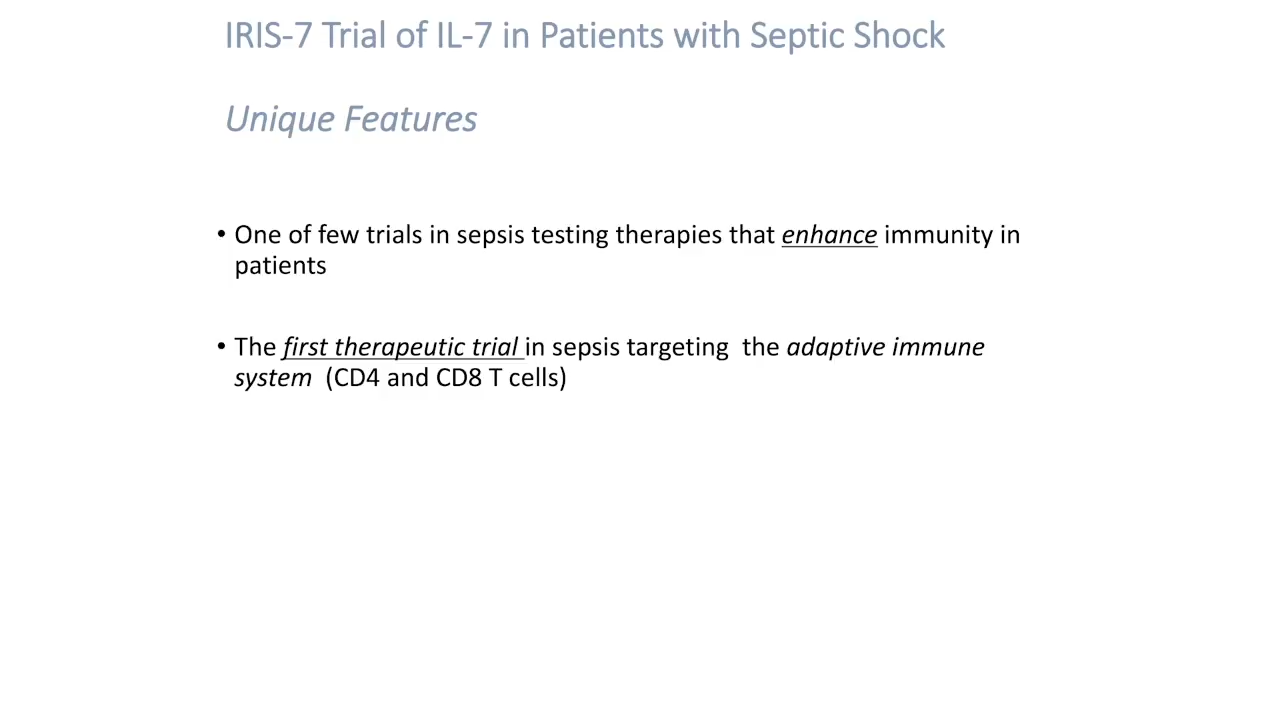 IRIS-7 Trial of IL-7 in Patients with Septic Shock
Unique Features
• One of few trials in sepsis testing therapies that enhance immunity in
patients
• The first therapeutic trial in sepsis targeting  the adaptive immune
system  (CD4 and CD8 T cells)